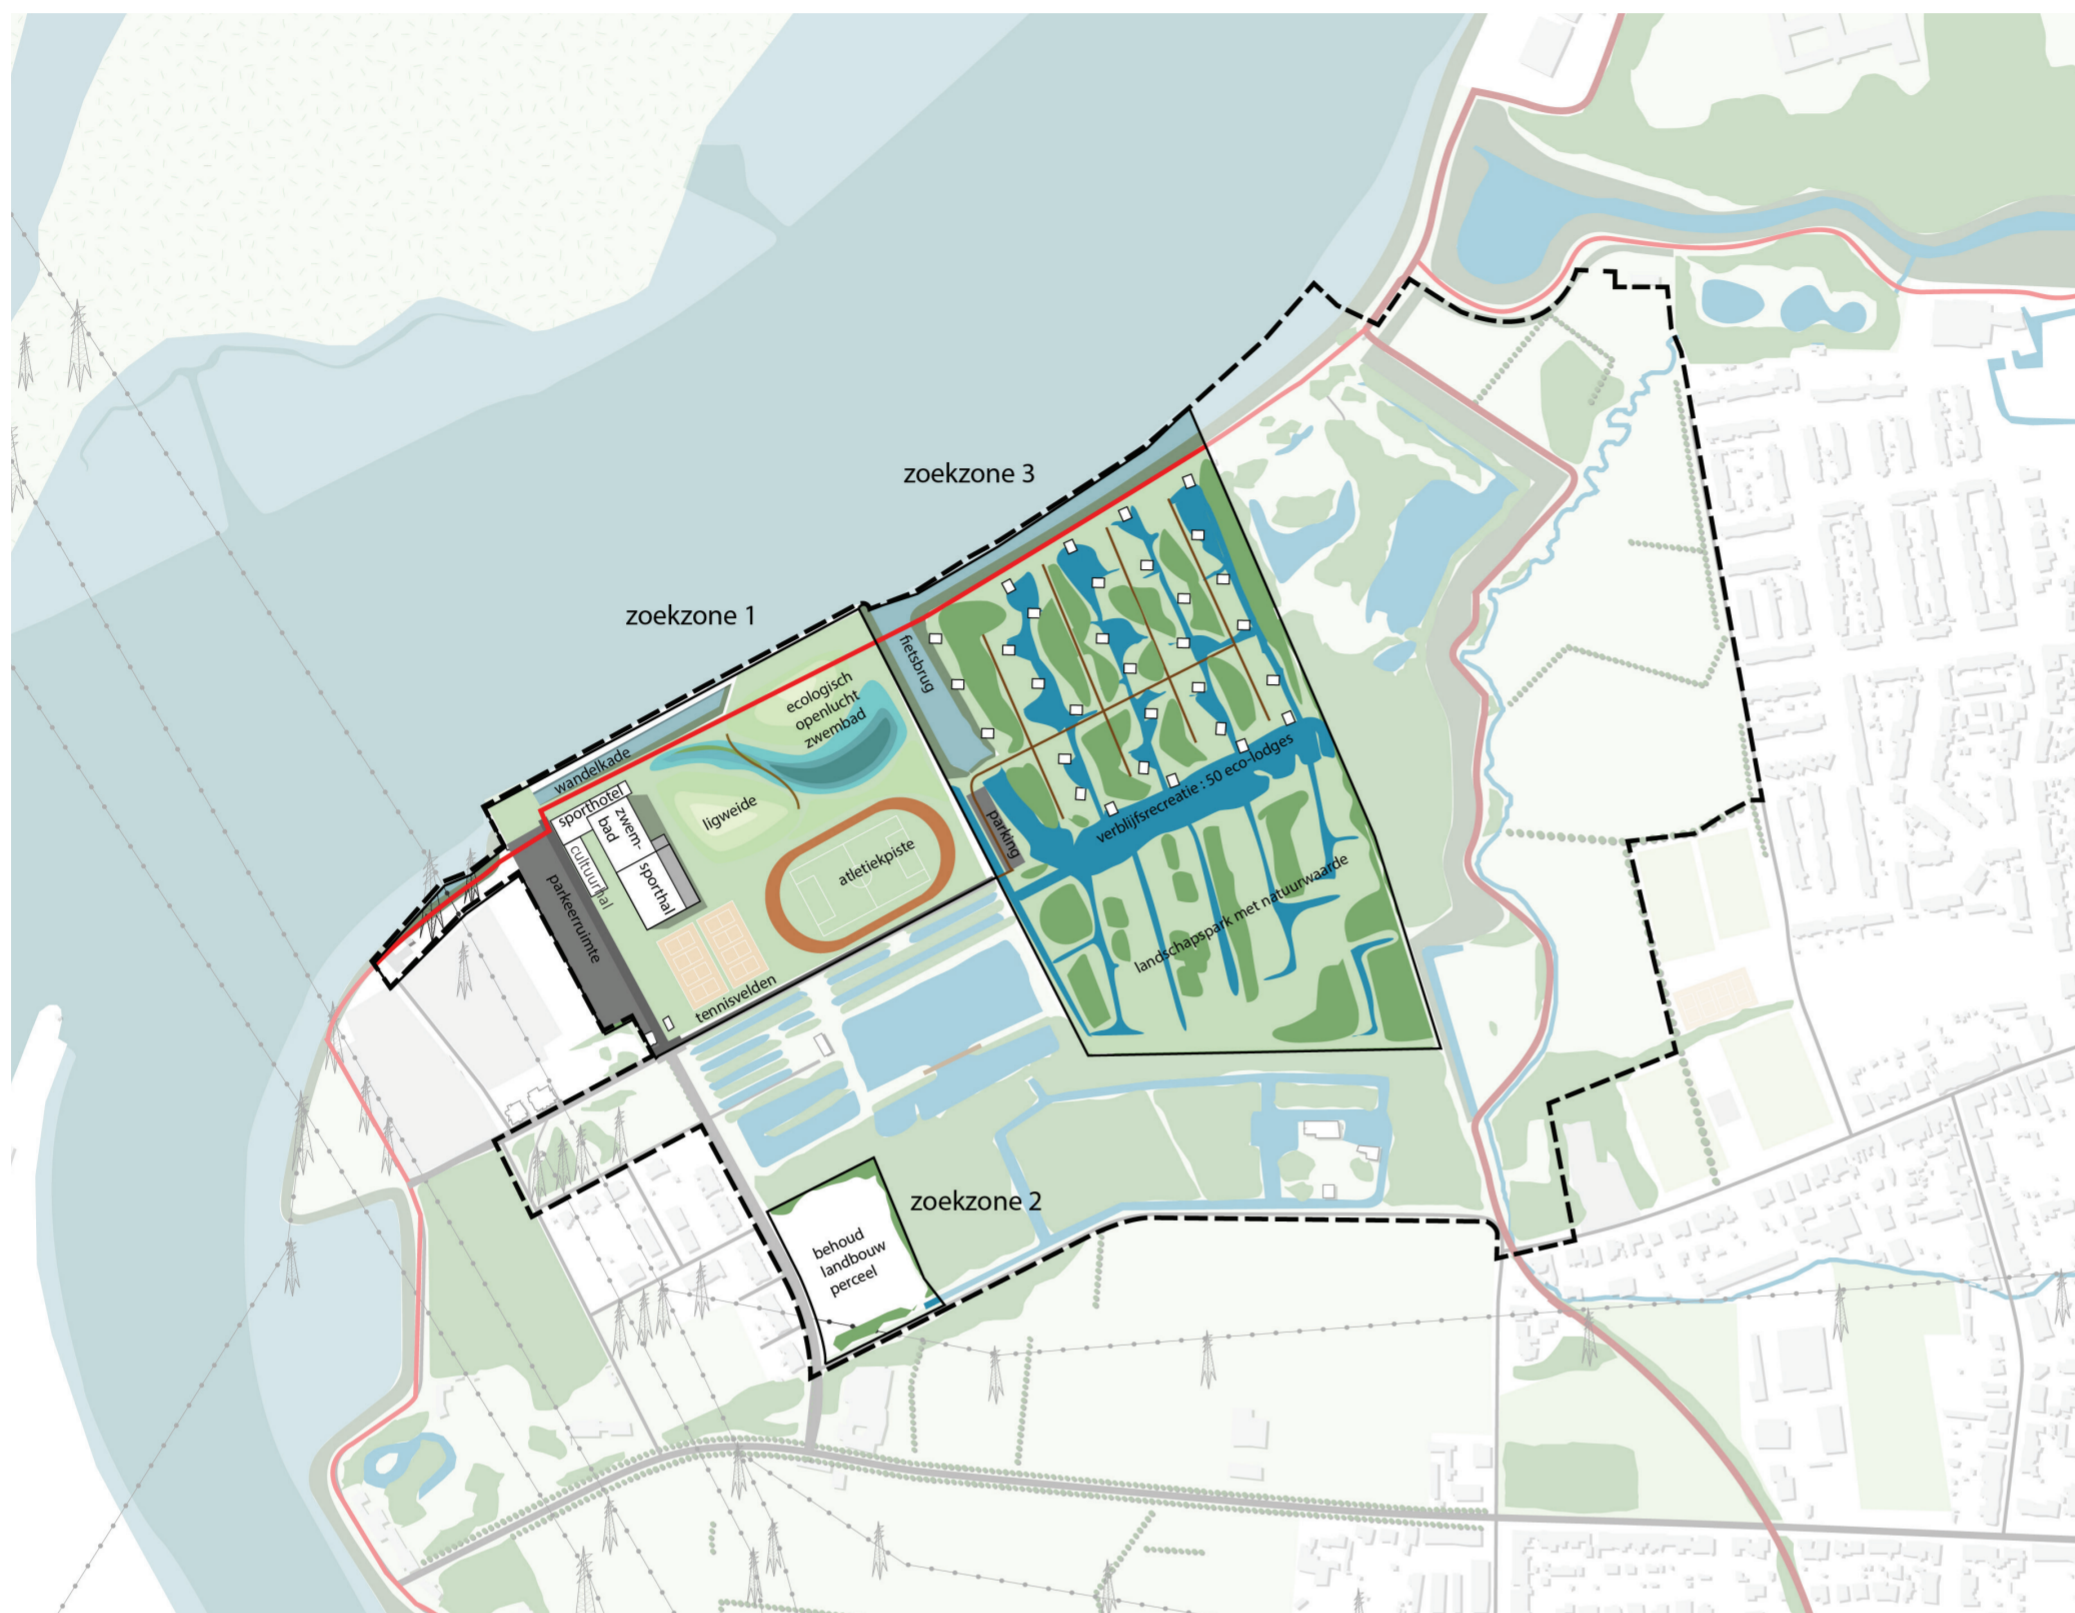 zoekzone 3
zoekzone 1
fietsbrug
ecologisch
openlucht
zwembad
wandelkade
sporthotel
zwem-
bad
cultuurhal
sporthal
ligweide
atletiekpiste
parking
parkeerruimte
tennisvelden
verblijfsrecreatie : 50 eco-lodges
landschapspark met natuurwaarde
zoekzone 2
behoud
landbouw
perceel